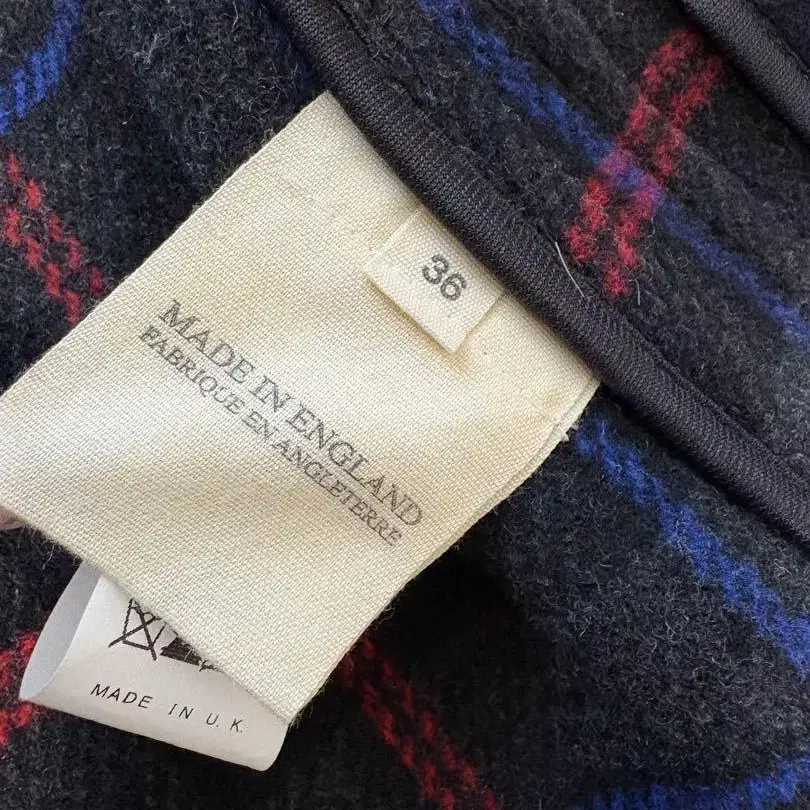 36
MADE IN ENGLAND
FABRIQUE EN ANGLETERRE
MADE IN U.K.